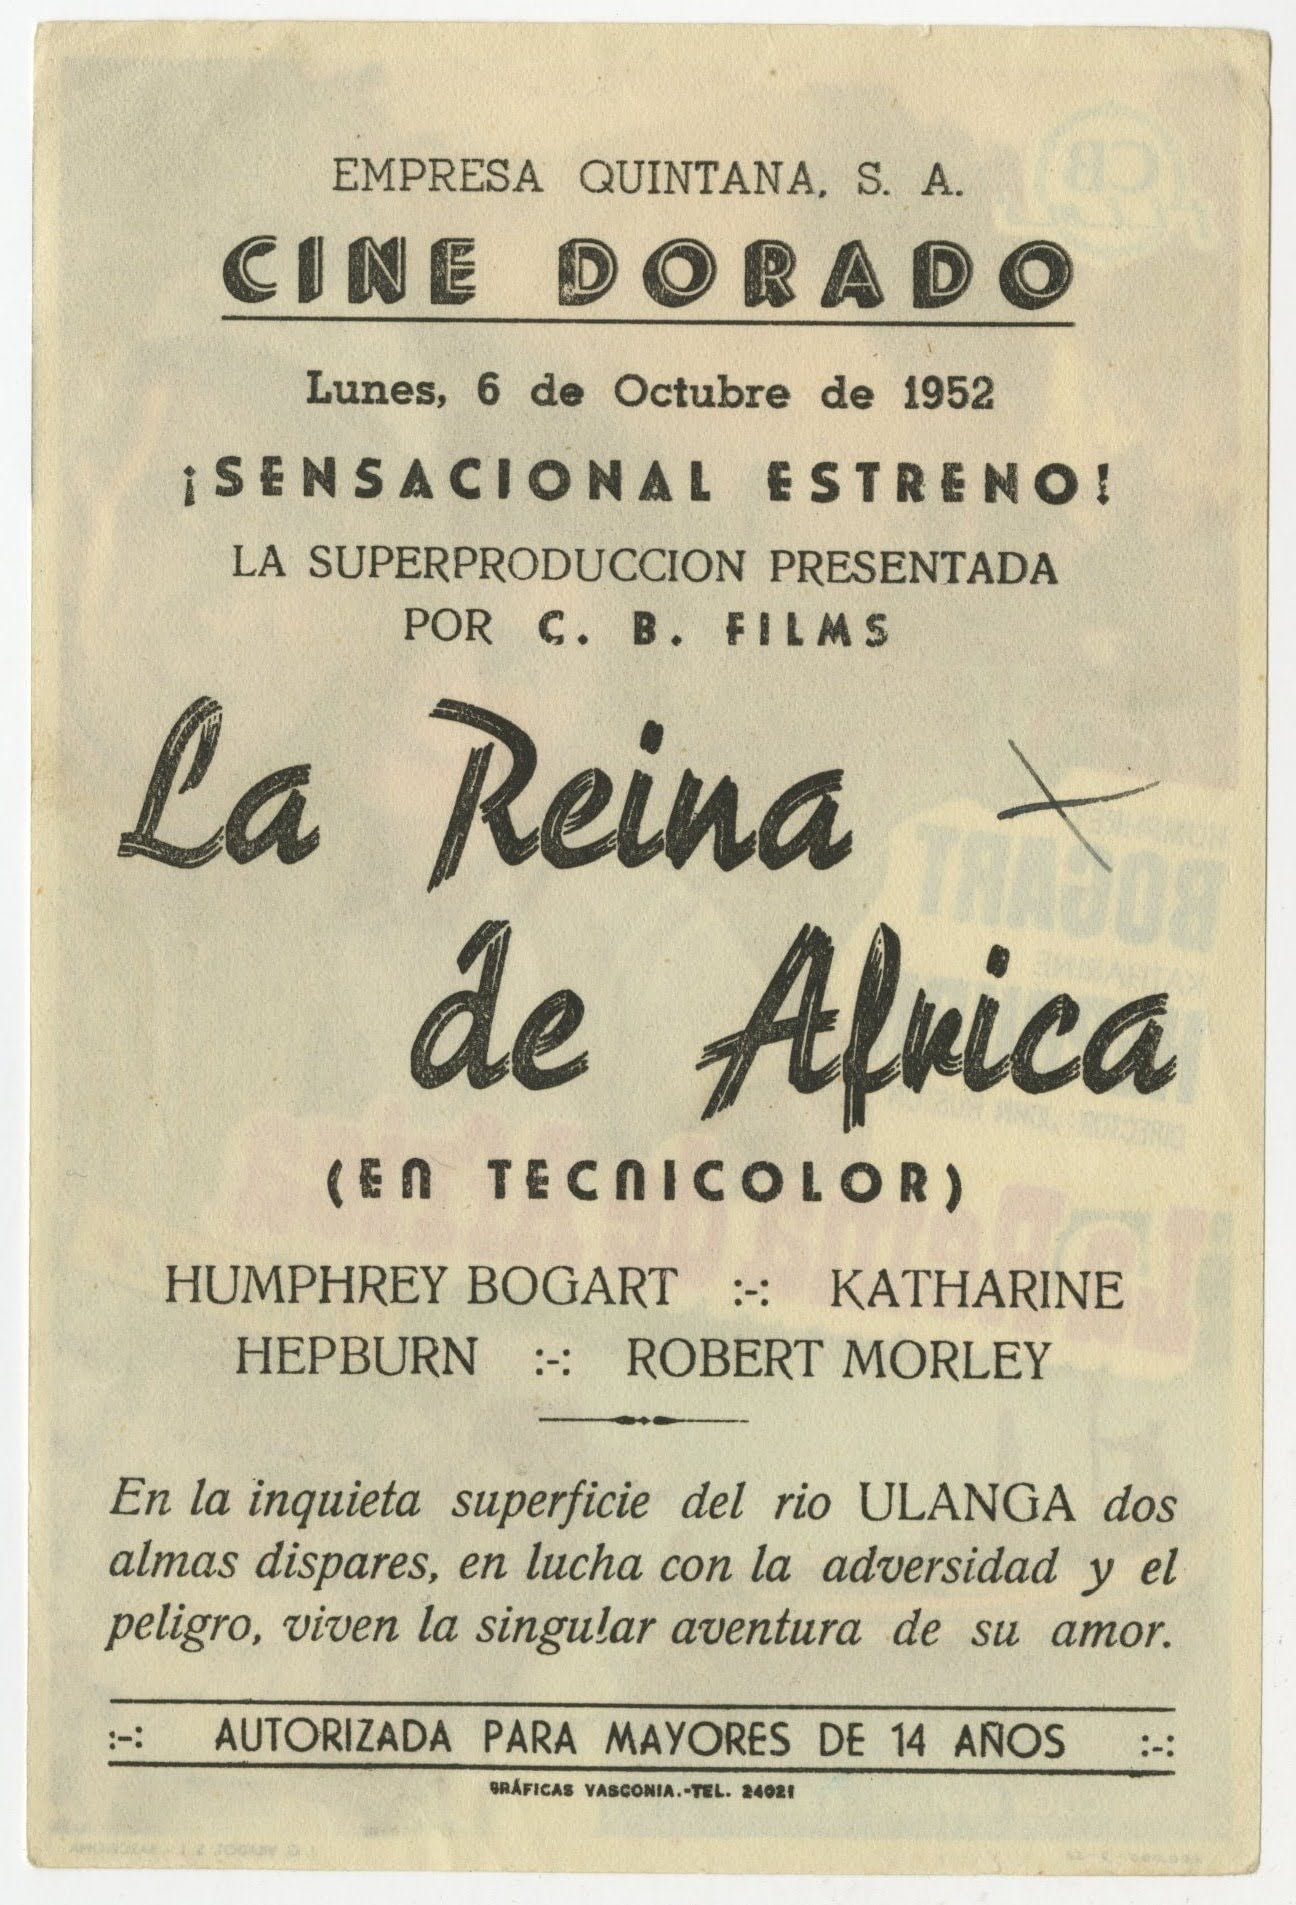 EMPRESA QUINTANA, S. A.
CINE DORADO
Lunes, 6 de Octubre de 1952
¡SENSACIONAL ESTRENO!
LA SUPERPRODUCCION PRESENTADA
POR C. B. FILMS
La Reina
de Africa
(EN TECNICOLOR)
HUMPHREY BOGART :-: KATHARINE
HEPBURN :-: ROBERT MORLEY
En la inquieta superficie del rio ULANGA dos
almas dispares, en lucha con la adversidad y el
peligro, viven la singular aventura de su amor.
:-: AUTORIZADA PARA MAYORES DE 14 AÑOS :-:
GRÁFICAS VASCONIA.-TEL. 24021